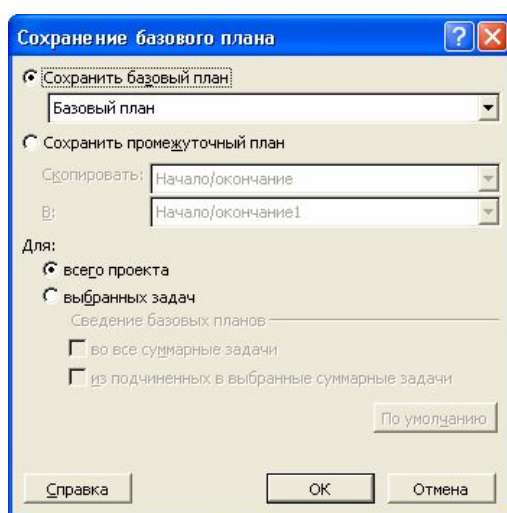 Сохранение базового плана
Сохранить базовый план
Базовый план
Сохранить промежуточный план
Скопировать: Начало/окончание
В: Начало/окончание1
Для:
всего проекта
выбранных задач
Сведение базовых планов
во все суммарные задачи
из подчиненных в выбранные суммарные задачи
По умолчанию
Справка ОК Отмена